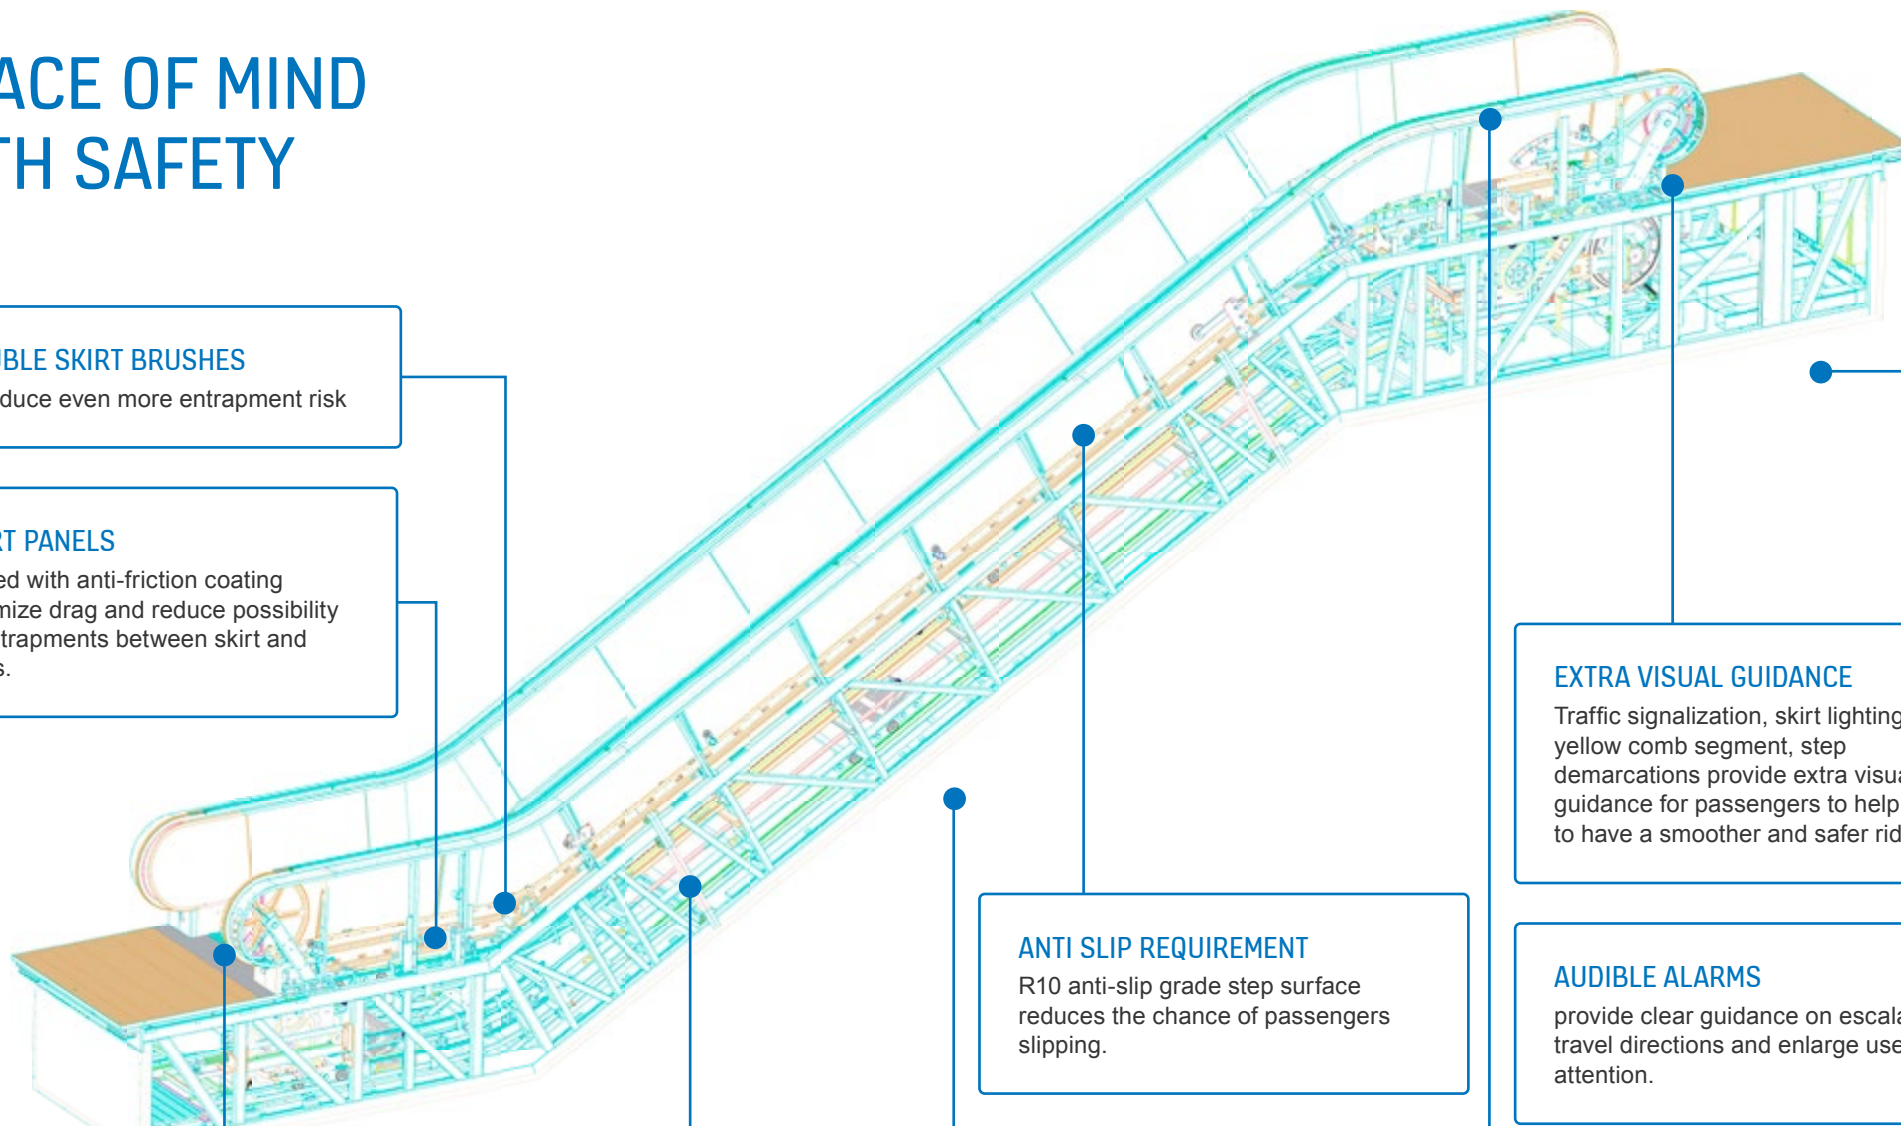 ACE OF MIND
TH SAFETY
BLE SKIRT BRUSHES
duce even more entrapment risk
RT PANELS
ed with anti-friction coating
mize drag and reduce possibility
trapments between skirt and
s.
ANTI SLIP REQUIREMENT
R10 anti-slip grade step surface
reduces the chance of passengers
slipping.
EXTRA VISUAL GUIDANCE
Traffic signalization, skirt lighting
yellow comb segment, step
demarcations provide extra visua
guidance for passengers to help
to have a smoother and safer rid
AUDIBLE ALARMS
provide clear guidance on escala
travel directions and enlarge use
attention.